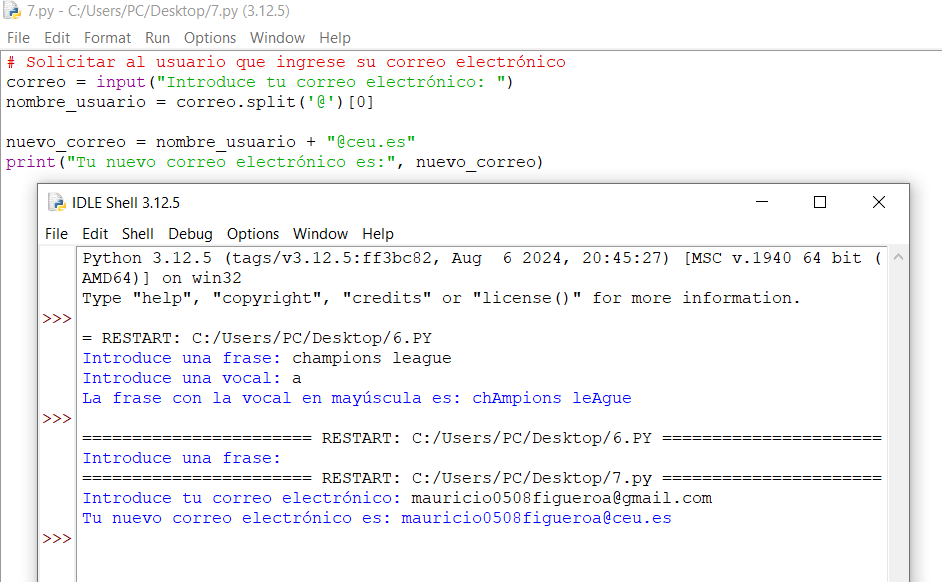 7.py - C:/Users/PC/Desktop/7.py (3.12.5)
File Edit Format Run Options Window Help
# Solicitar al usuario que ingrese su correo electrónico
correo = input("Introduce tu correo electrónico: ")
nombre_usuario = correo.split('@')[0]
nuevo_correo = nombre_usuario + "@ceu.es"
print("Tu nuevo correo electrónico es:", nuevo_correo)
IDLE Shell 3.12.5
File Edit Shell Debug Options Window Help
Python 3.12.5 (tags/v3.12.5:ff3bc82, Aug  6 2024, 20:45:27) [MSC v.1940 64 bit (
AMD64)] on win32
Type "help", "copyright", "credits" or "license()" for more information.
>>>
= RESTART: C:/Users/PC/Desktop/6.PY
Introduce una frase: champions league
Introduce una vocal: a
La frase con la vocal en mayúscula es: chAmpions leAgue
>>>
======================= RESTART: C:/Users/PC/Desktop/6.PY ======================
Introduce una frase:
======================= RESTART: C:/Users/PC/Desktop/7.py ======================
Introduce tu correo electrónico: mauricio0508figueroa@gmail.com
Tu nuevo correo electrónico es: mauricio0508figueroa@ceu.es
>>>